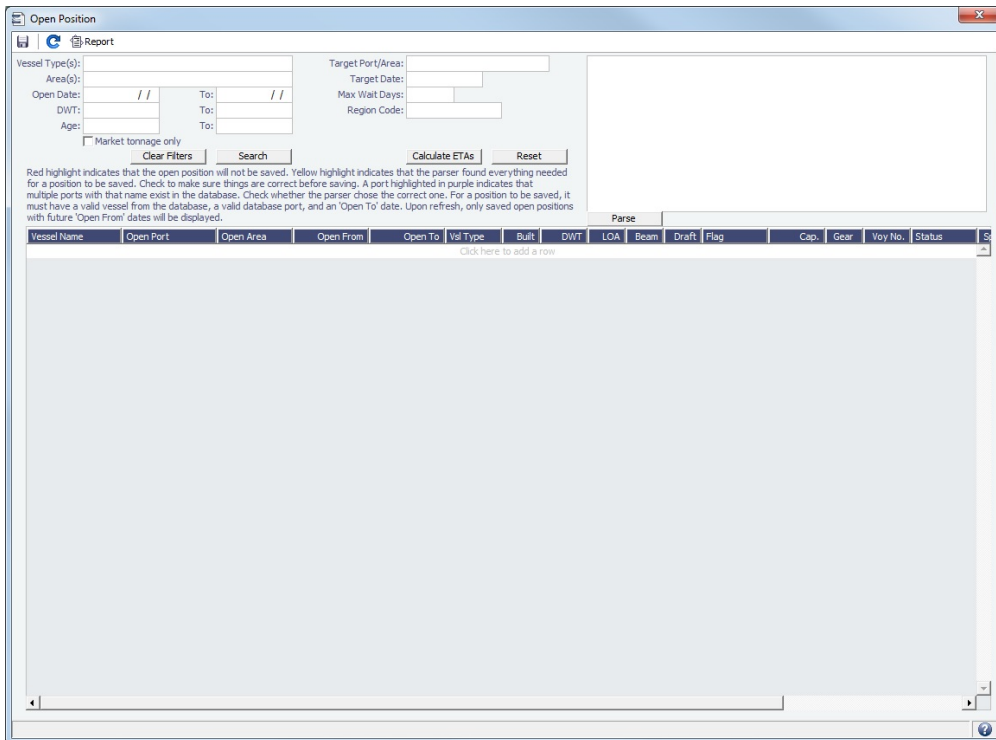 Open Position
Report
Vessel Type(s):
Target Port/Area:
Area(s):
Target Date:
Open Date: / / To: / /
Max Wait Days:
DWT: To:
Region Code:
Age: To:
Market tonnage only
Clear Filters Search Calculate ETAs Reset
Red highlight indicates that the open position will not be saved. Yellow highlight indicates that the parser found everything needed
for a position to be saved. Check to make sure things are correct before saving. A port highlighted in purple indicates that
multiple ports with that name exist in the database. Check whether the parser chose the correct one. For a position to be saved, it
must have a valid vessel from the database, a valid database port, and an 'Open To' date. Upon refresh, only saved open positions
with future 'Open From' dates will be displayed.
Parse
Vessel Name Open Port Open Area Open From Open To Vsl Type Built DWT LOA Beam Draft Flag Cap. Gear Voy No. Status
Click here to add a row